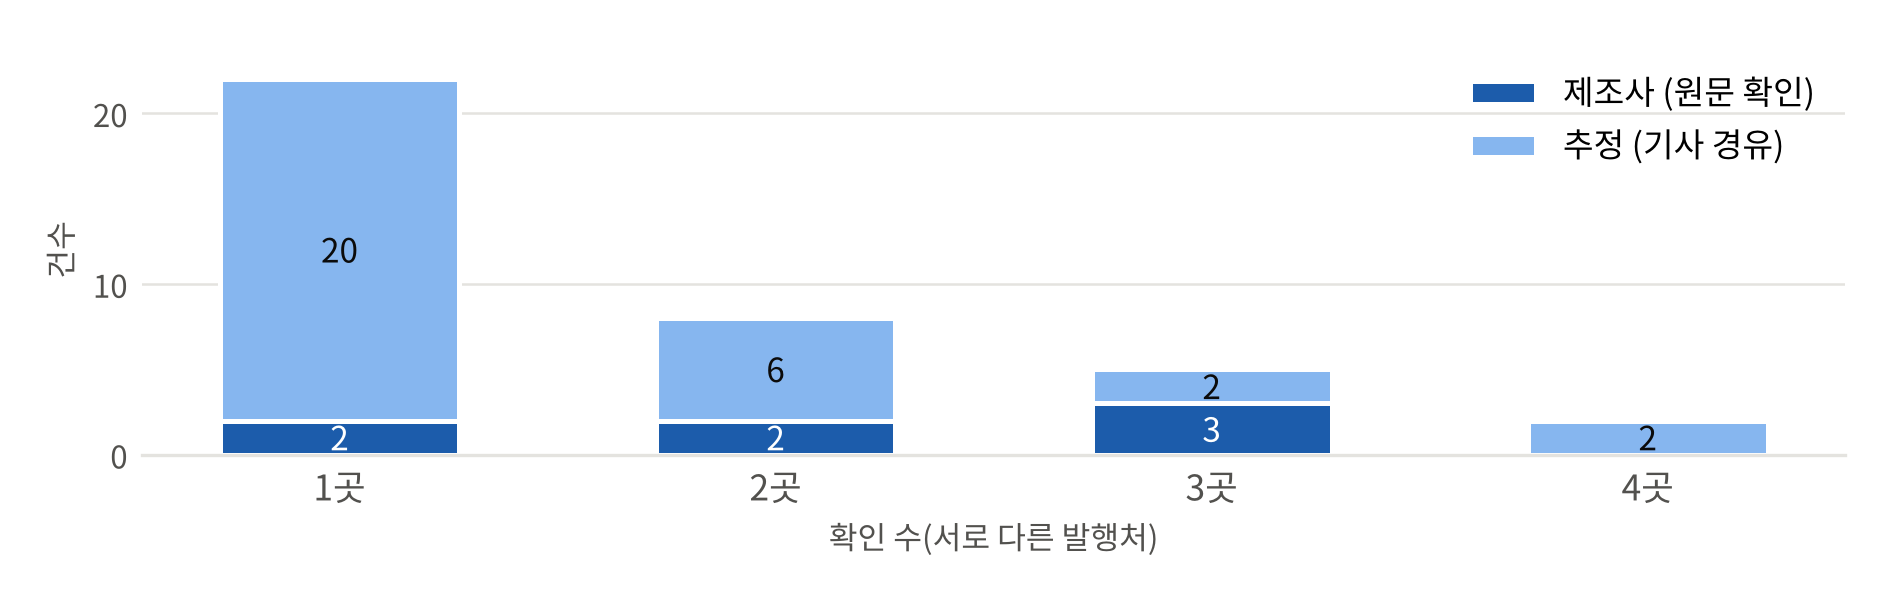 제조사 (원문 확인)
추정 (기사 경유)
건수
20
10
0
20
2
6
2
2
3
2
1곳
2곳
3곳
4곳
확인 수(서로 다른 발행처)